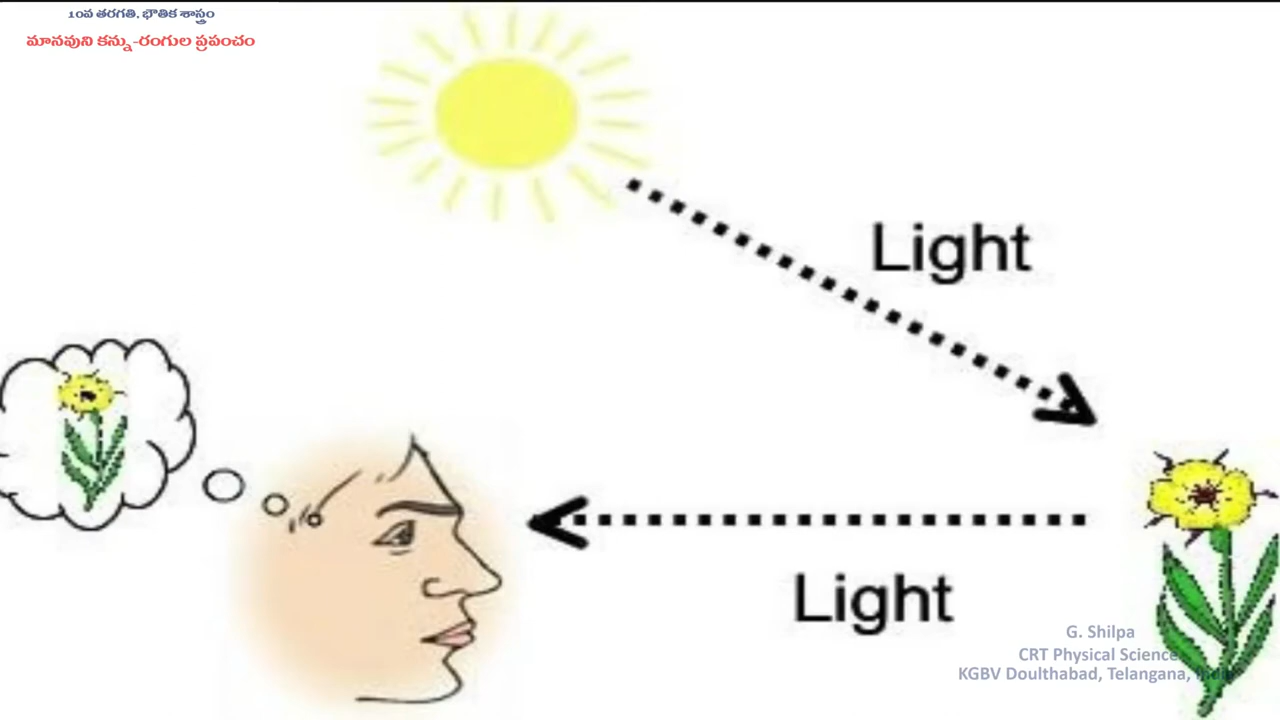 10వ తరగతి, భౌతిక శాస్త్రం
మానవుని కన్ను-రంగుల ప్రపంచం
Light
Light
G. Shilpa
CRT Physical Science
KGBV Doulthabad, Telangana,